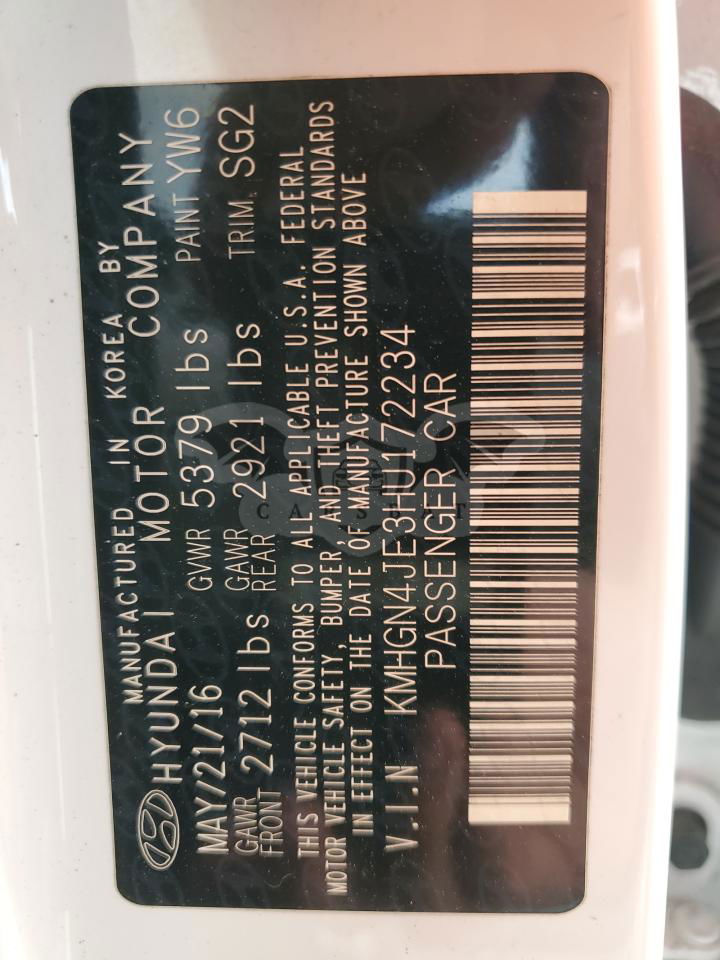 MANUFACTURED IN KOREA BY
HYUNDAI MOTOR COMPANY
MAY/21/16 GVWR 5379 lbs PAINT YW6
GAWR FRONT 2712 lbs GAWR REAR 2921 lbs TRIM SG2
THIS VEHICLE CONFORMS TO ALL APPLICABLE U.S.A. FEDERAL
MOTOR VEHICLE SAFETY, BUMPER, AND THEFT PREVENTION STANDARDS
IN EFFECT ON THE DATE OF MANUFACTURE SHOWN ABOVE
V.I.N KMHGN4JE3HU172234
PASSENGER CAR